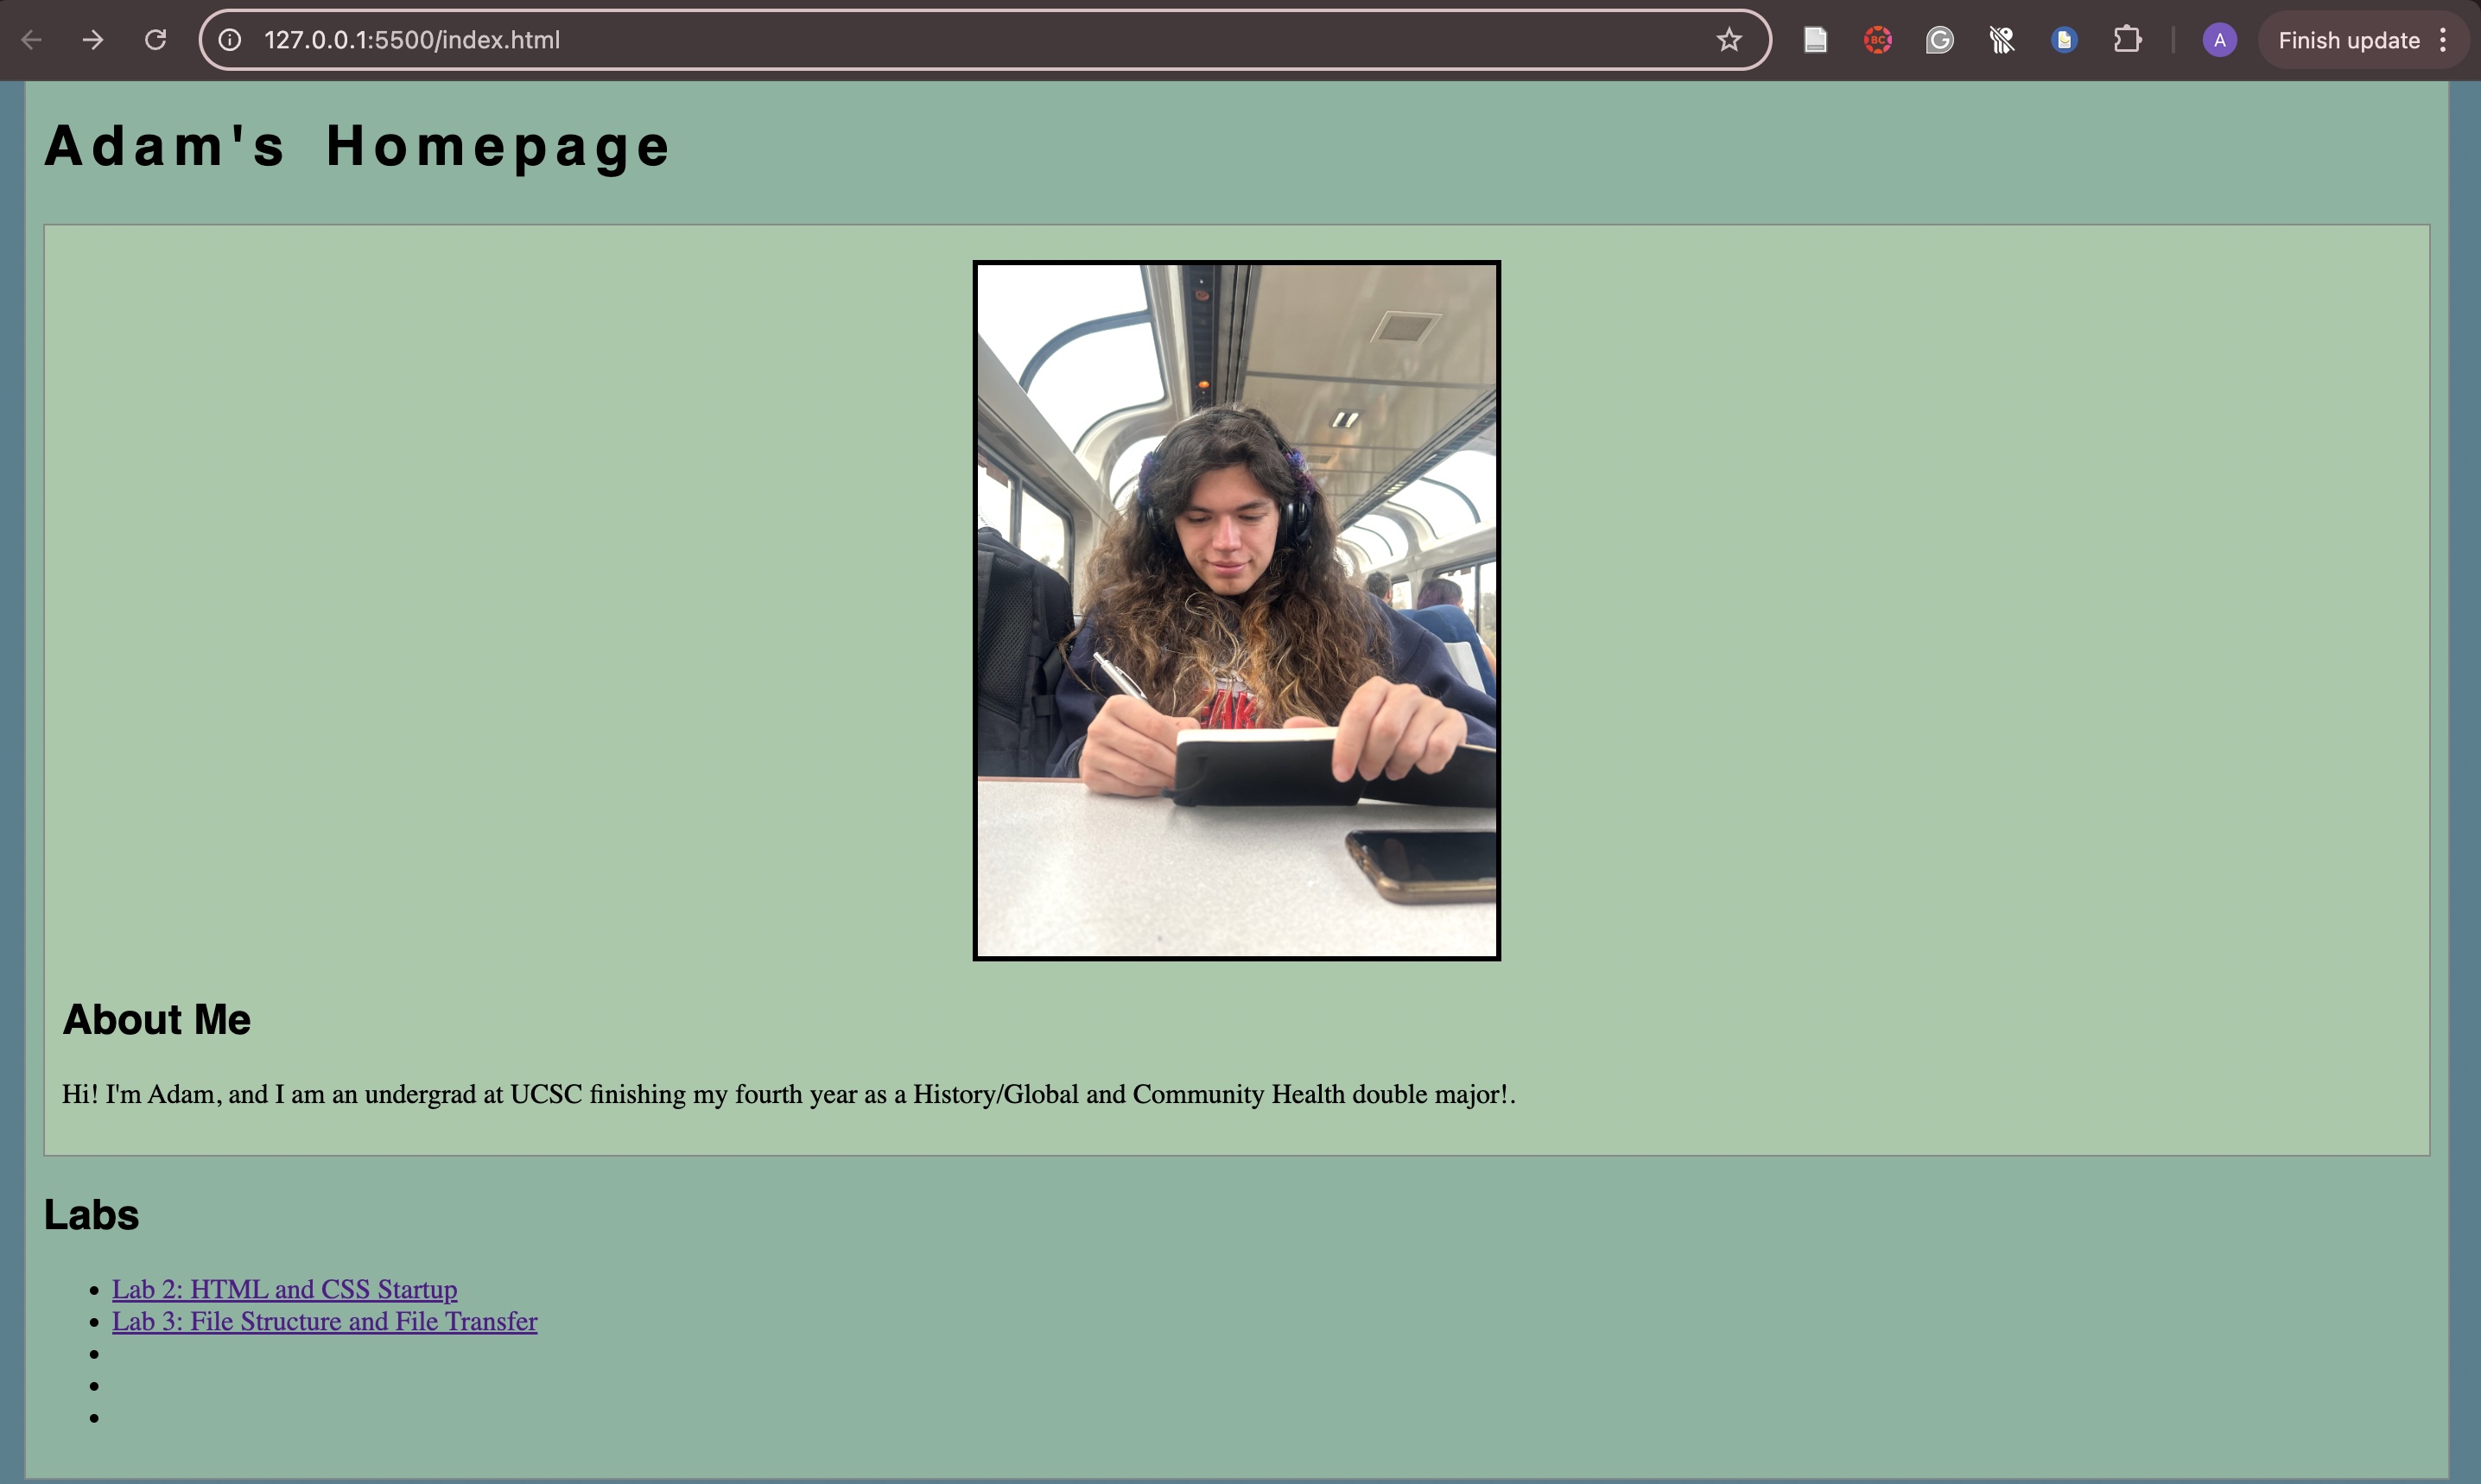 127.0.0.1:5500/index.html
BC
G
A
Finish update
Adam's Homepage
About Me
Hi! I'm Adam, and I am an undergrad at UCSC finishing my fourth year as a History/Global and Community Health double major!.
Labs
Lab 2: HTML and CSS Startup
Lab 3: File Structure and File Transfer